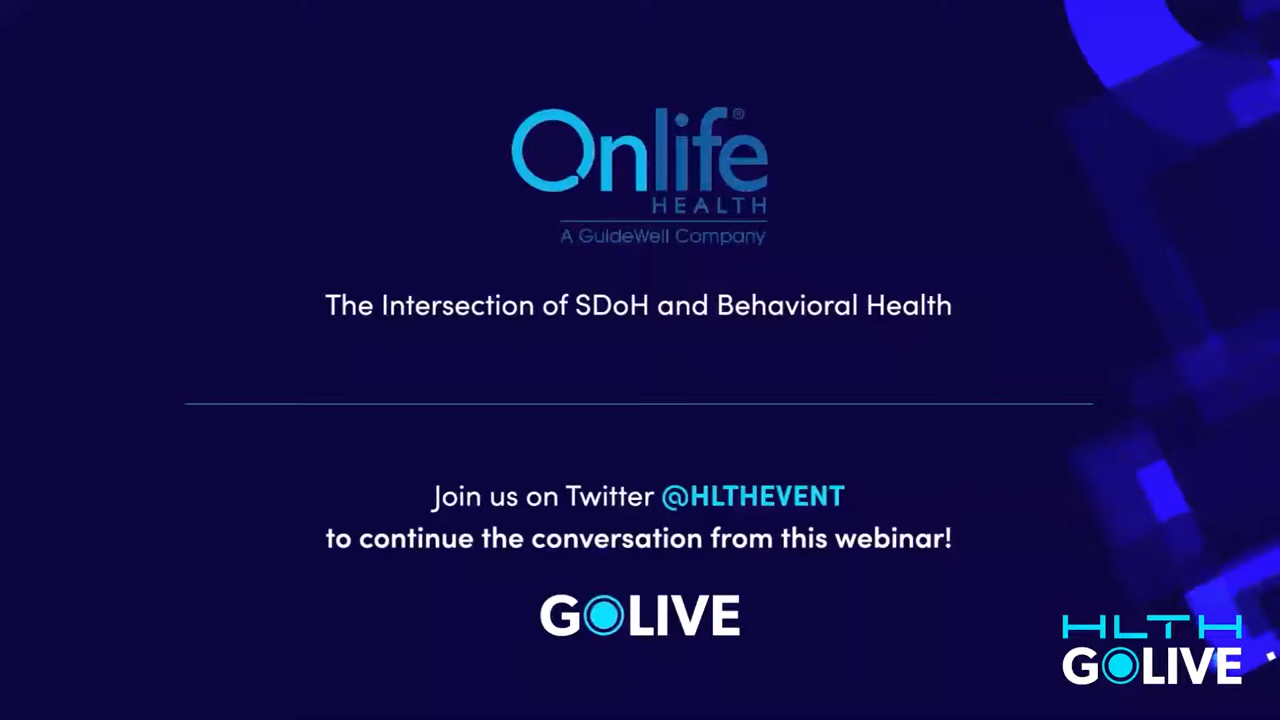 Onlife®
HEALTH
A GuideWell Company
The Intersection of SDoH and Behavioral Health
Join us on Twitter @HLTHEVENT
to continue the conversation from this webinar!
GOLIVE
HLTH
GOLIVE